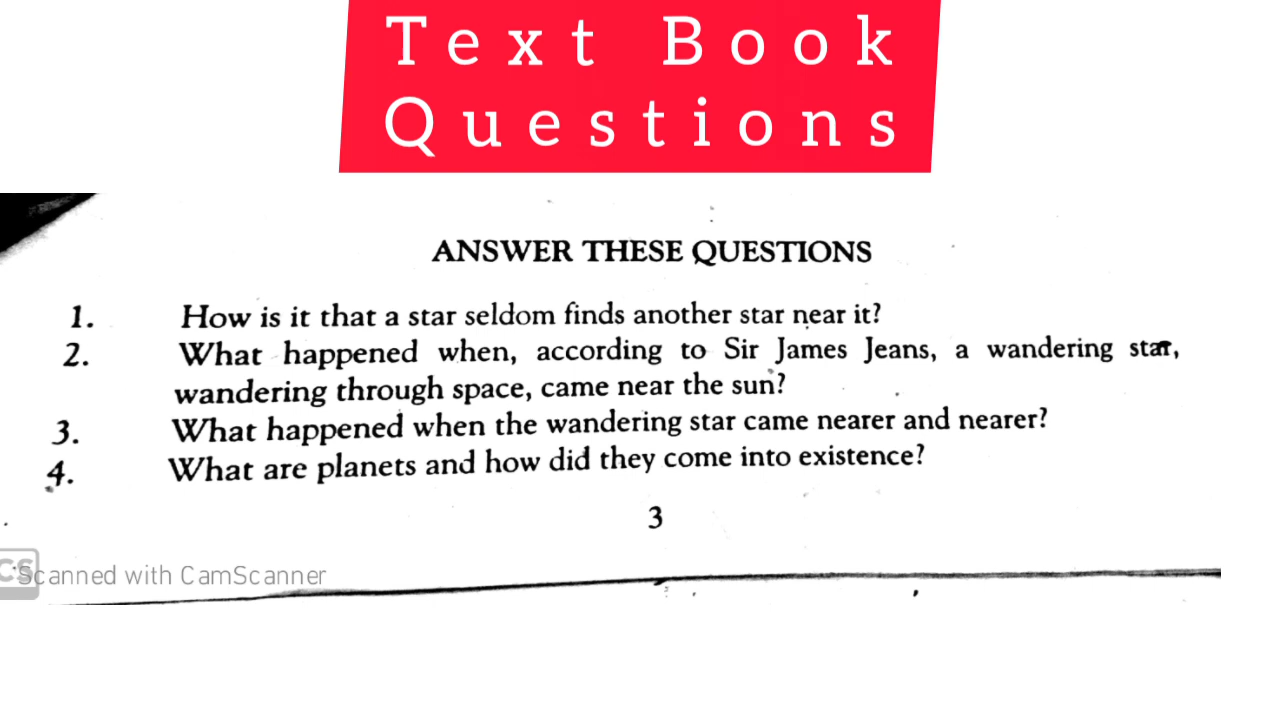 Text Book
Questions
ANSWER THESE QUESTIONS
1. How is it that a star seldom finds another star near it?
2. What happened when, according to Sir James Jeans, a wandering star,
wandering through space, came near the sun?
3. What happened when the wandering star came nearer and nearer?
4. What are planets and how did they come into existence?
3
CS Scanned with CamScanner